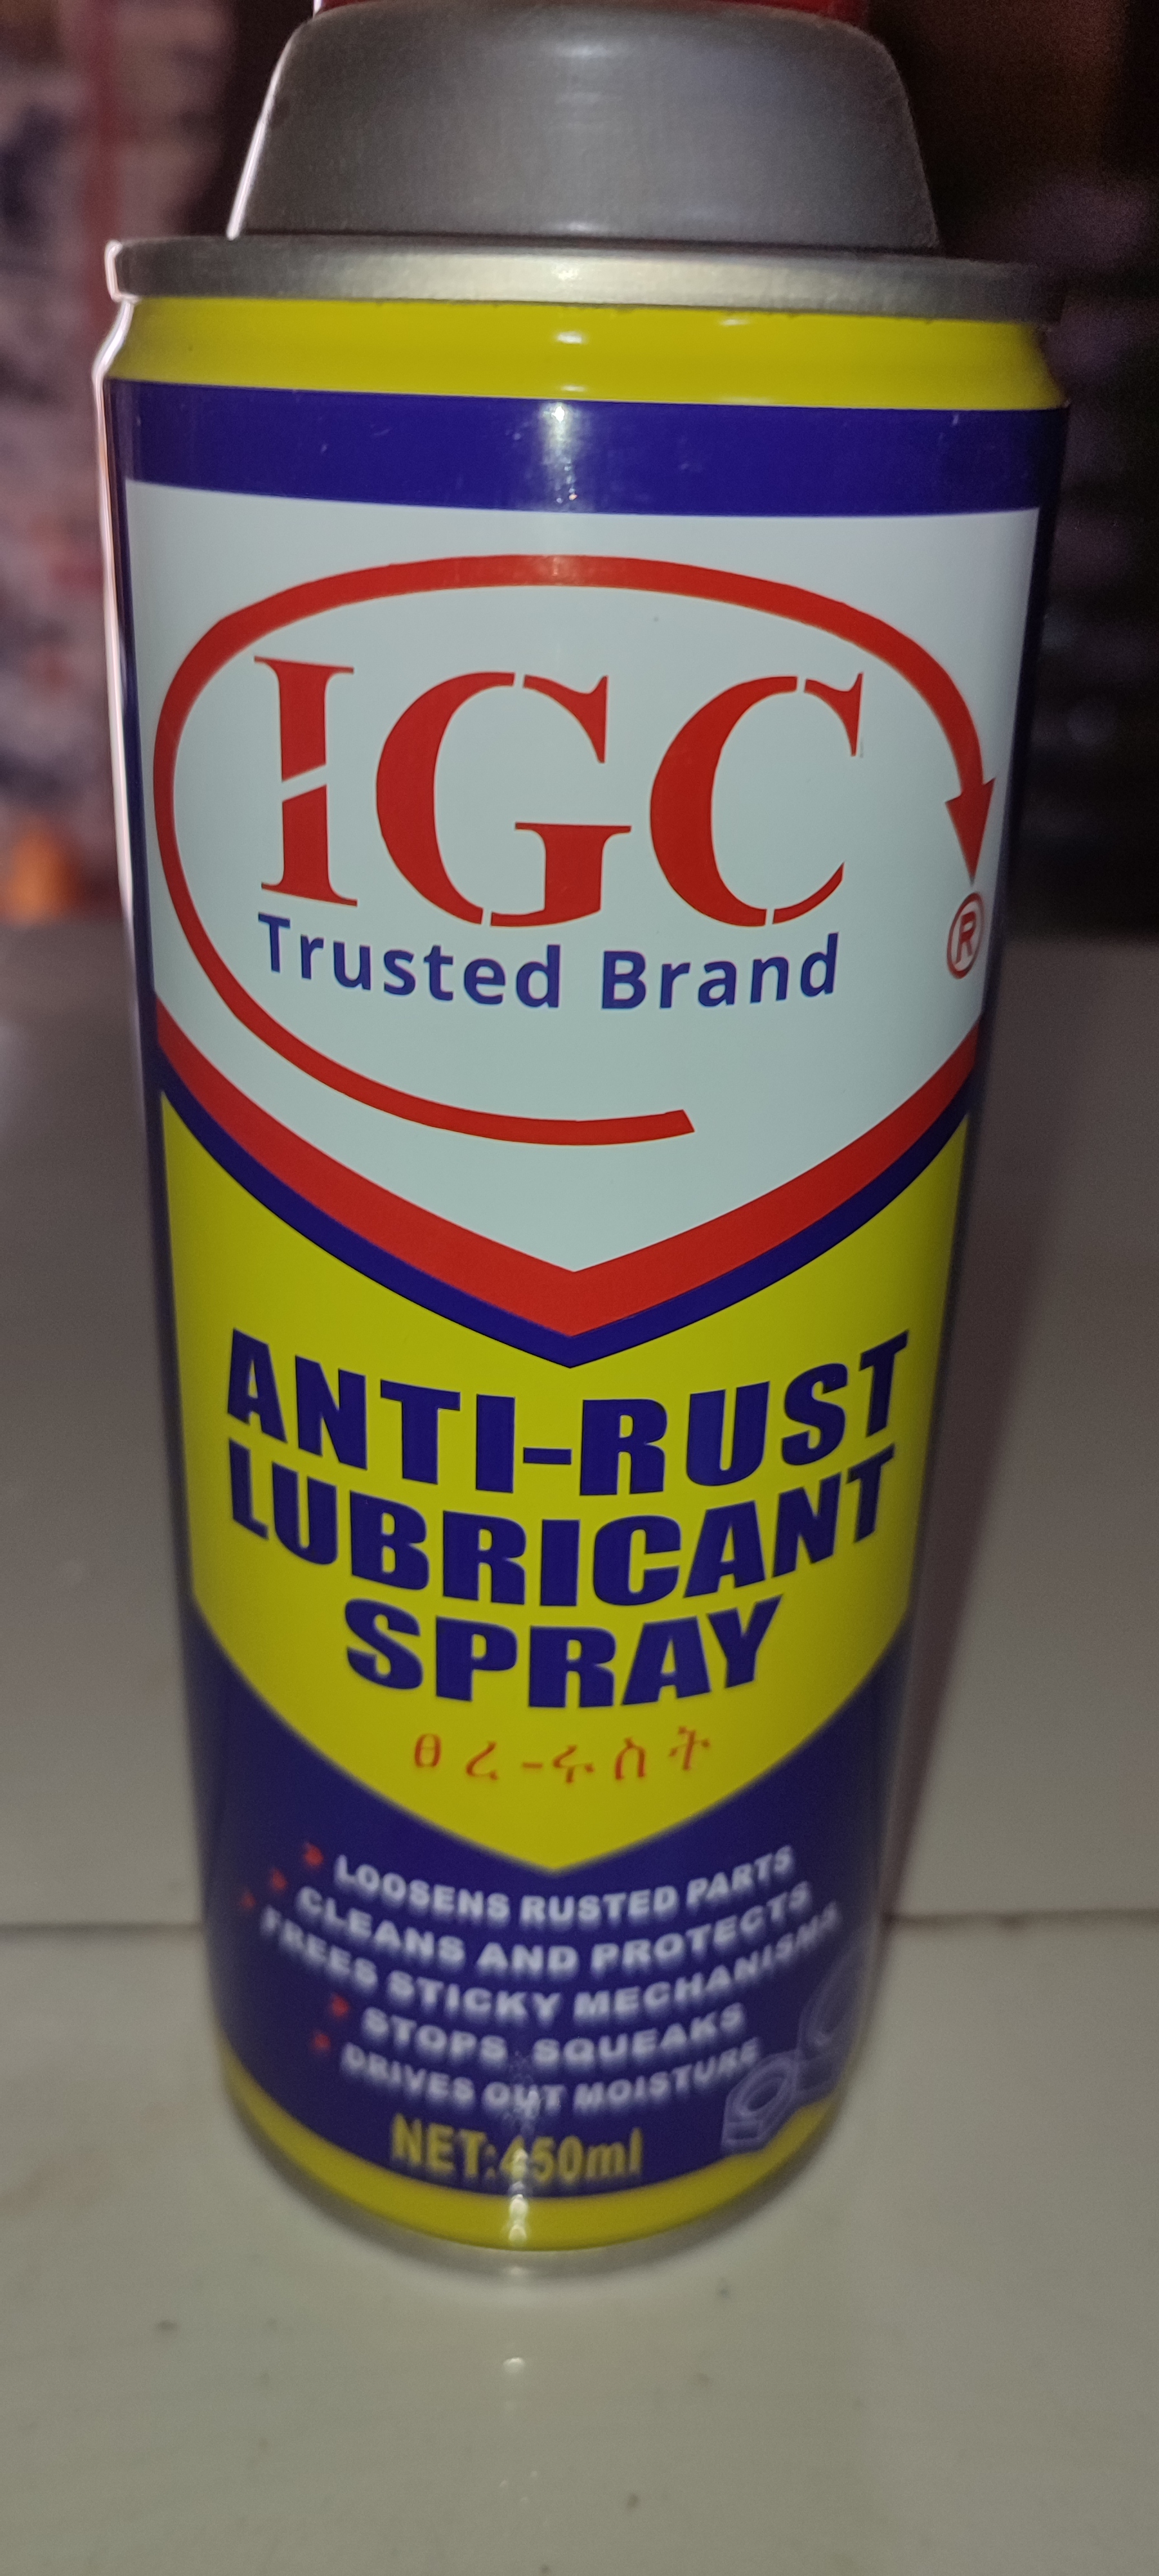 IGC
Trusted Brand
®
ANTI-RUST
LUBRICANT
SPRAY
ፀረ-ሩስት
LOOSENS RUSTED PARTS
CLEANS AND PROTECTS
FREES STICKY MECHANISMS
STOPS SQUEAKS
DRIVES OUT MOISTURE
NET:450ml